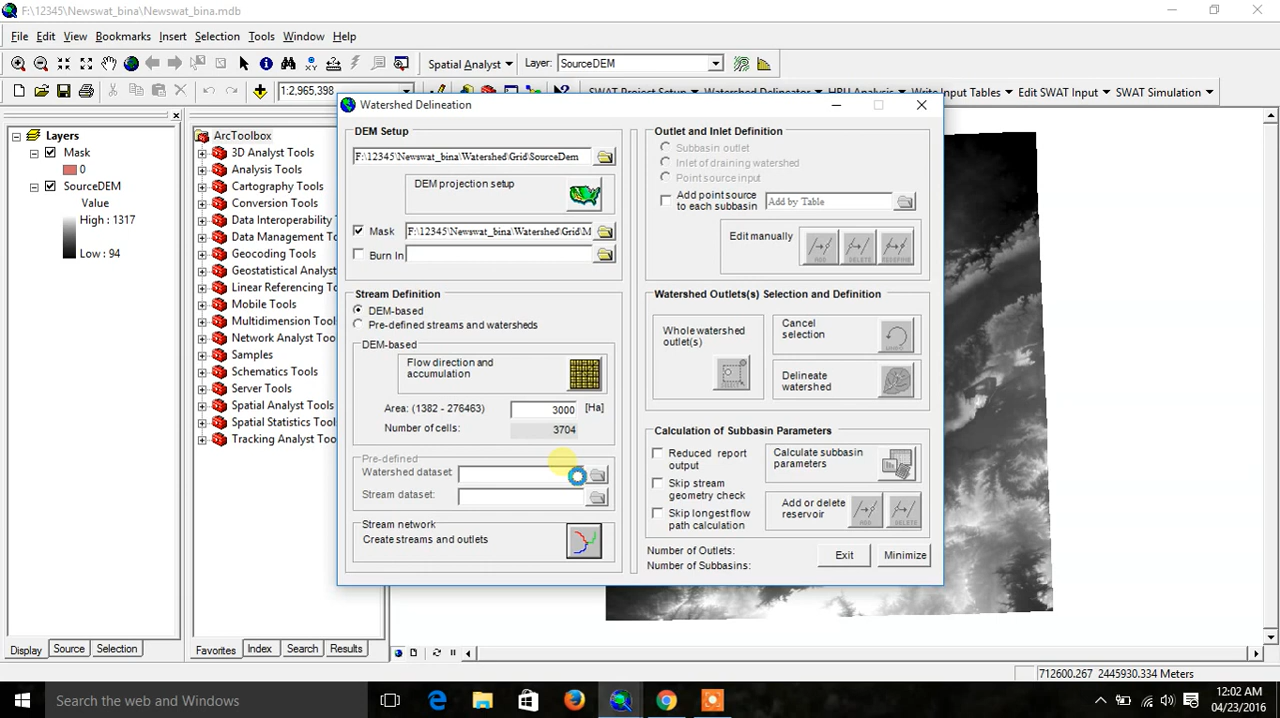 F:\12345\Newswat_bina\Newswat_bina.mdb
File Edit View Bookmarks Insert Selection Tools Window Help
Spatial Analyst Layer: SourceDEM
1:2,965,398 SWAT Project Setup Watershed Delineator HRU Analysis Write Input Tables Edit SWAT Input SWAT Simulation
Layers
Mask
0
SourceDEM
Value
High : 1317
Low : 94
Display Source Selection
ArcToolbox
3D Analyst Tools
Analysis Tools
Cartography Tools
Conversion Tools
Data Interoperability
Data Management To
Geocoding Tools
Geostatistical Analyst
Linear Referencing To
Mobile Tools
Multidimension Tools
Network Analyst Tools
Samples
Schematics Tools
Server Tools
Spatial Analyst Tools
Spatial Statistics Tools
Tracking Analyst Tool
Favorites Index Search Results
Watershed Delineation
DEM Setup
F:\12345\Newswat_bina\Watershed\Grid\SourceDem
DEM projection setup
Mask F:\12345\Newswat_bina\Watershed\Grid\M
Burn In
Stream Definition
DEM-based
Pre-defined streams and watersheds
DEM-based
Flow direction and
accumulation
Area: (1382 - 276463) 3000 [Ha]
Number of cells: 3704
Pre-defined
Watershed dataset
Stream dataset:
Stream network
Create streams and outlets
Outlet and Inlet Definition
Subbasin outlet
Inlet of draining watershed
Point source input
Add point source
to each subbasin
Add by Table
Edit manually
ADD DELETE REDEFINE
Watershed Outlets(s) Selection and Definition
Whole watershed
outlet(s)
Cancel
selection
UNDO
Delineate
watershed
Calculation of Subbasin Parameters
Reduced report
output
Skip stream
geometry check
Skip longest flow
path calculation
Calculate subbasin
parameters
Add or delete
reservoir
ADD DELETE
Number of Outlets:
Number of Subbasins:
Exit Minimize
712600.267 2445930.334 Meters
Search the web and Windows
12:02 AM
04/23/2016